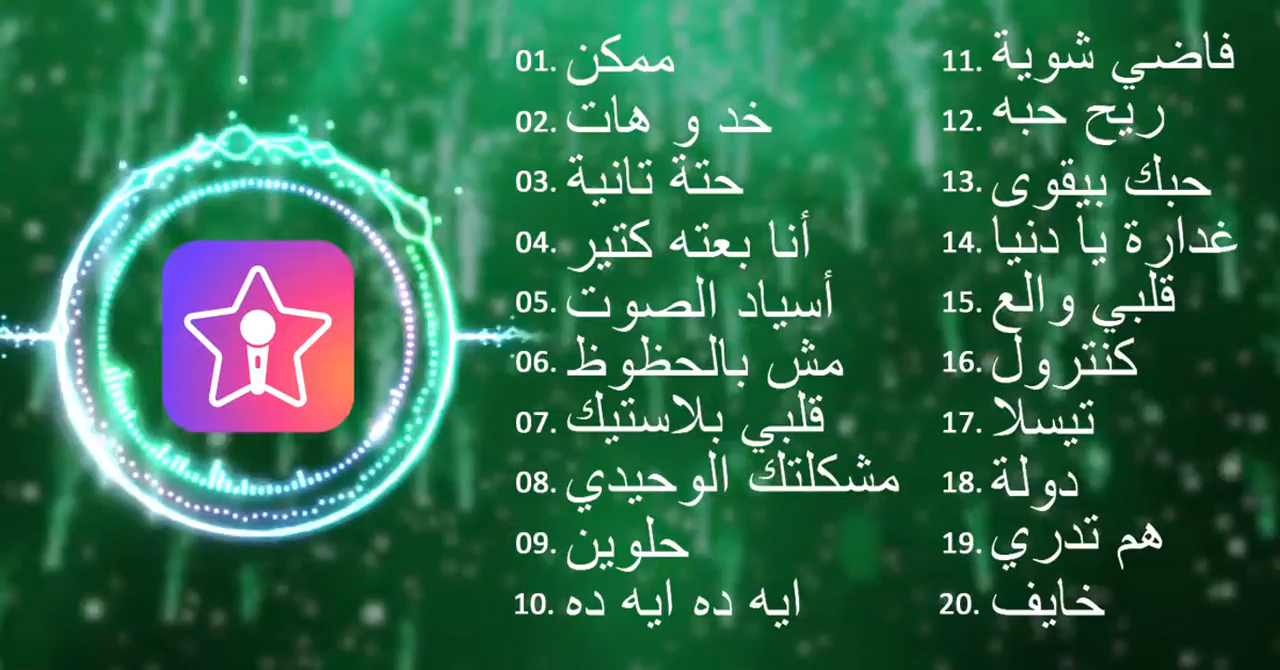 01. ممكن
02. خد و هات
03. حتة تانية
04. أنا بعته كتير
05. أسياد الصوت
06. مش بالحظوظ
07. قلبي بلاستيك
08. مشكلتك الوحيدي
09. حلوين
10. ايه ده ايه ده
11. فاضي شوية
12. ريح حبه
13. حبك بيقوى
14. غدارة يا دنيا
15. قلبي والع
16. كنترول
17. تيسلا
18. دولة
19. هم تدري
20. خايف